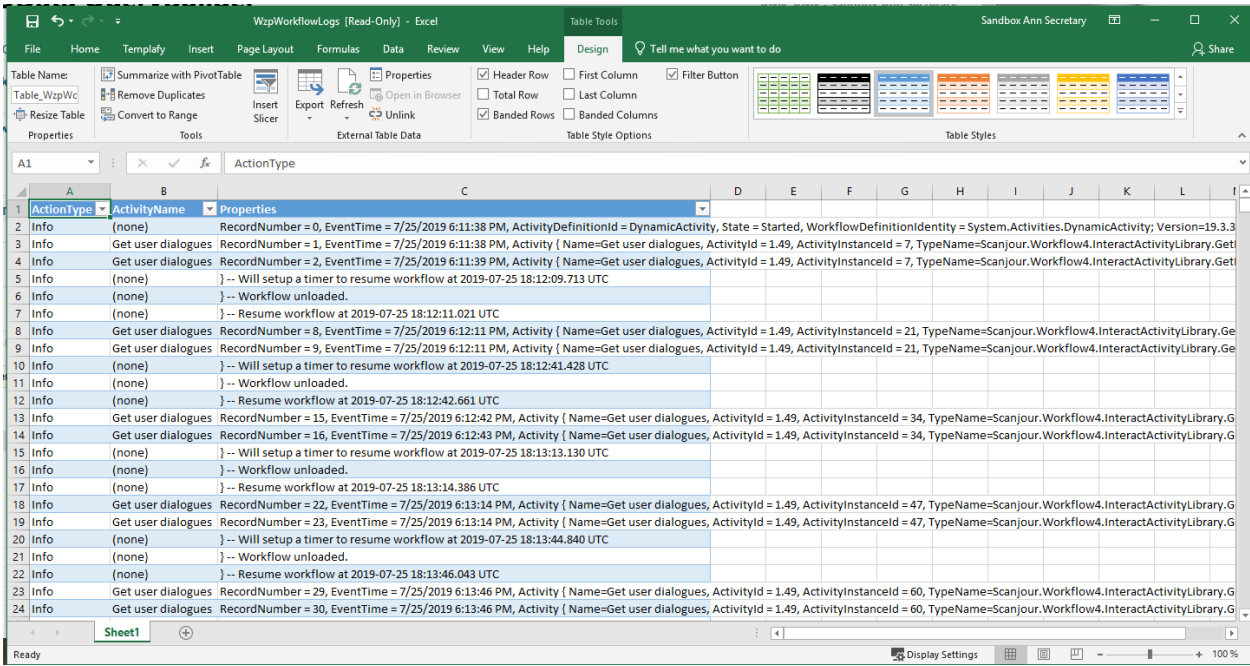 WzpWorkflowLogs [Read-Only] - Excel
Table Tools
Sandbox Ann Secretary
File Home Templafy Insert Page Layout Formulas Data Review View Help Design Tell me what you want to do Share
Table Name:
Table_WzpWc
Resize Table
Properties
Summarize with PivotTable
Remove Duplicates
Convert to Range
Tools
Insert Slicer
Export Refresh
Properties
Open in Browser
Unlink
External Table Data
Header Row First Column Filter Button
Total Row Last Column
Banded Rows Banded Columns
Table Style Options
Table Styles
A1 fx ActionType
A B C D E F G H I J K L
1 ActionType ActivityName Properties
2 Info (none) RecordNumber = 0, EventTime = 7/25/2019 6:11:38 PM, ActivityDefinitionId = DynamicActivity, State = Started, WorkflowDefinitionIdentity = System.Activities.DynamicActivity; Version=19.3.3
3 Info Get user dialogues RecordNumber = 1, EventTime = 7/25/2019 6:11:38 PM, Activity { Name=Get user dialogues, ActivityId = 1.49, ActivityInstanceId = 7, TypeName=Scanjour.Workflow4.InteractActivityLibrary.Get
4 Info Get user dialogues RecordNumber = 2, EventTime = 7/25/2019 6:11:39 PM, Activity { Name=Get user dialogues, ActivityId = 1.49, ActivityInstanceId = 7, TypeName=Scanjour.Workflow4.InteractActivityLibrary.Get
5 Info (none) } -- Will setup a timer to resume workflow at 2019-07-25 18:12:09.713 UTC
6 Info (none) } -- Workflow unloaded.
7 Info (none) } -- Resume workflow at 2019-07-25 18:12:11.021 UTC
8 Info Get user dialogues RecordNumber = 8, EventTime = 7/25/2019 6:12:11 PM, Activity { Name=Get user dialogues, ActivityId = 1.49, ActivityInstanceId = 21, TypeName=Scanjour.Workflow4.InteractActivityLibrary.Ge
9 Info Get user dialogues RecordNumber = 9, EventTime = 7/25/2019 6:12:11 PM, Activity { Name=Get user dialogues, ActivityId = 1.49, ActivityInstanceId = 21, TypeName=Scanjour.Workflow4.InteractActivityLibrary.Ge
10 Info (none) } -- Will setup a timer to resume workflow at 2019-07-25 18:12:41.428 UTC
11 Info (none) } -- Workflow unloaded.
12 Info (none) } -- Resume workflow at 2019-07-25 18:12:42.661 UTC
13 Info Get user dialogues RecordNumber = 15, EventTime = 7/25/2019 6:12:42 PM, Activity { Name=Get user dialogues, ActivityId = 1.49, ActivityInstanceId = 34, TypeName=Scanjour.Workflow4.InteractActivityLibrary.G
14 Info Get user dialogues RecordNumber = 16, EventTime = 7/25/2019 6:12:43 PM, Activity { Name=Get user dialogues, ActivityId = 1.49, ActivityInstanceId = 34, TypeName=Scanjour.Workflow4.InteractActivityLibrary.G
15 Info (none) } -- Will setup a timer to resume workflow at 2019-07-25 18:13:13.130 UTC
16 Info (none) } -- Workflow unloaded.
17 Info (none) } -- Resume workflow at 2019-07-25 18:13:14.386 UTC
18 Info Get user dialogues RecordNumber = 22, EventTime = 7/25/2019 6:13:14 PM, Activity { Name=Get user dialogues, ActivityId = 1.49, ActivityInstanceId = 47, TypeName=Scanjour.Workflow4.InteractActivityLibrary.G
19 Info Get user dialogues RecordNumber = 23, EventTime = 7/25/2019 6:13:14 PM, Activity { Name=Get user dialogues, ActivityId = 1.49, ActivityInstanceId = 47, TypeName=Scanjour.Workflow4.InteractActivityLibrary.G
20 Info (none) } -- Will setup a timer to resume workflow at 2019-07-25 18:13:44.840 UTC
21 Info (none) } -- Workflow unloaded.
22 Info (none) } -- Resume workflow at 2019-07-25 18:13:46.043 UTC
23 Info Get user dialogues RecordNumber = 29, EventTime = 7/25/2019 6:13:46 PM, Activity { Name=Get user dialogues, ActivityId = 1.49, ActivityInstanceId = 60, TypeName=Scanjour.Workflow4.InteractActivityLibrary.G
24 Info Get user dialogues RecordNumber = 30, EventTime = 7/25/2019 6:13:46 PM, Activity { Name=Get user dialogues, ActivityId = 1.49, ActivityInstanceId = 60, TypeName=Scanjour.Workflow4.InteractActivityLibrary.G
Sheet1
Ready Display Settings 100 %